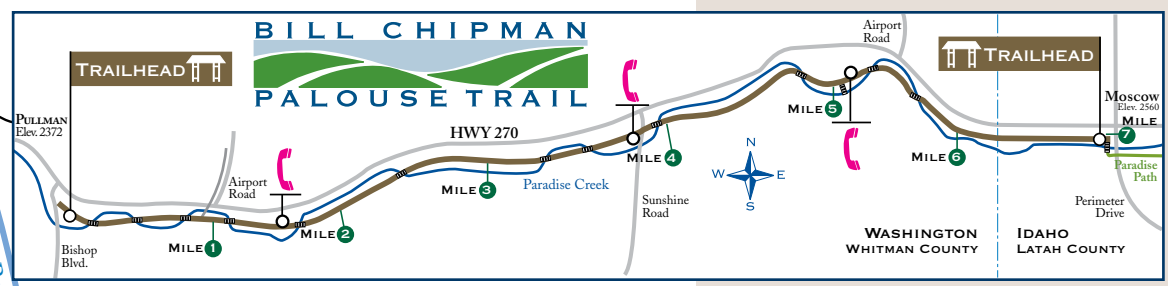 BILL CHIPMAN
PALOUSE TRAIL
TRAILHEAD
PULLMAN
Elev. 2372
Bishop
Blvd.
MILE 1
Airport
Road
MILE 2
HWY 270
MILE 3
Paradise Creek
MILE 4
Sunshine
Road
N
W E
S
MILE 5
Airport
Road
MILE 6
TRAILHEAD
MOSCOW
Elev. 2560
MILE
7
Paradise
Path
Perimeter
Drive
WASHINGTON
WHITMAN COUNTY
IDAHO
LATAH COUNTY